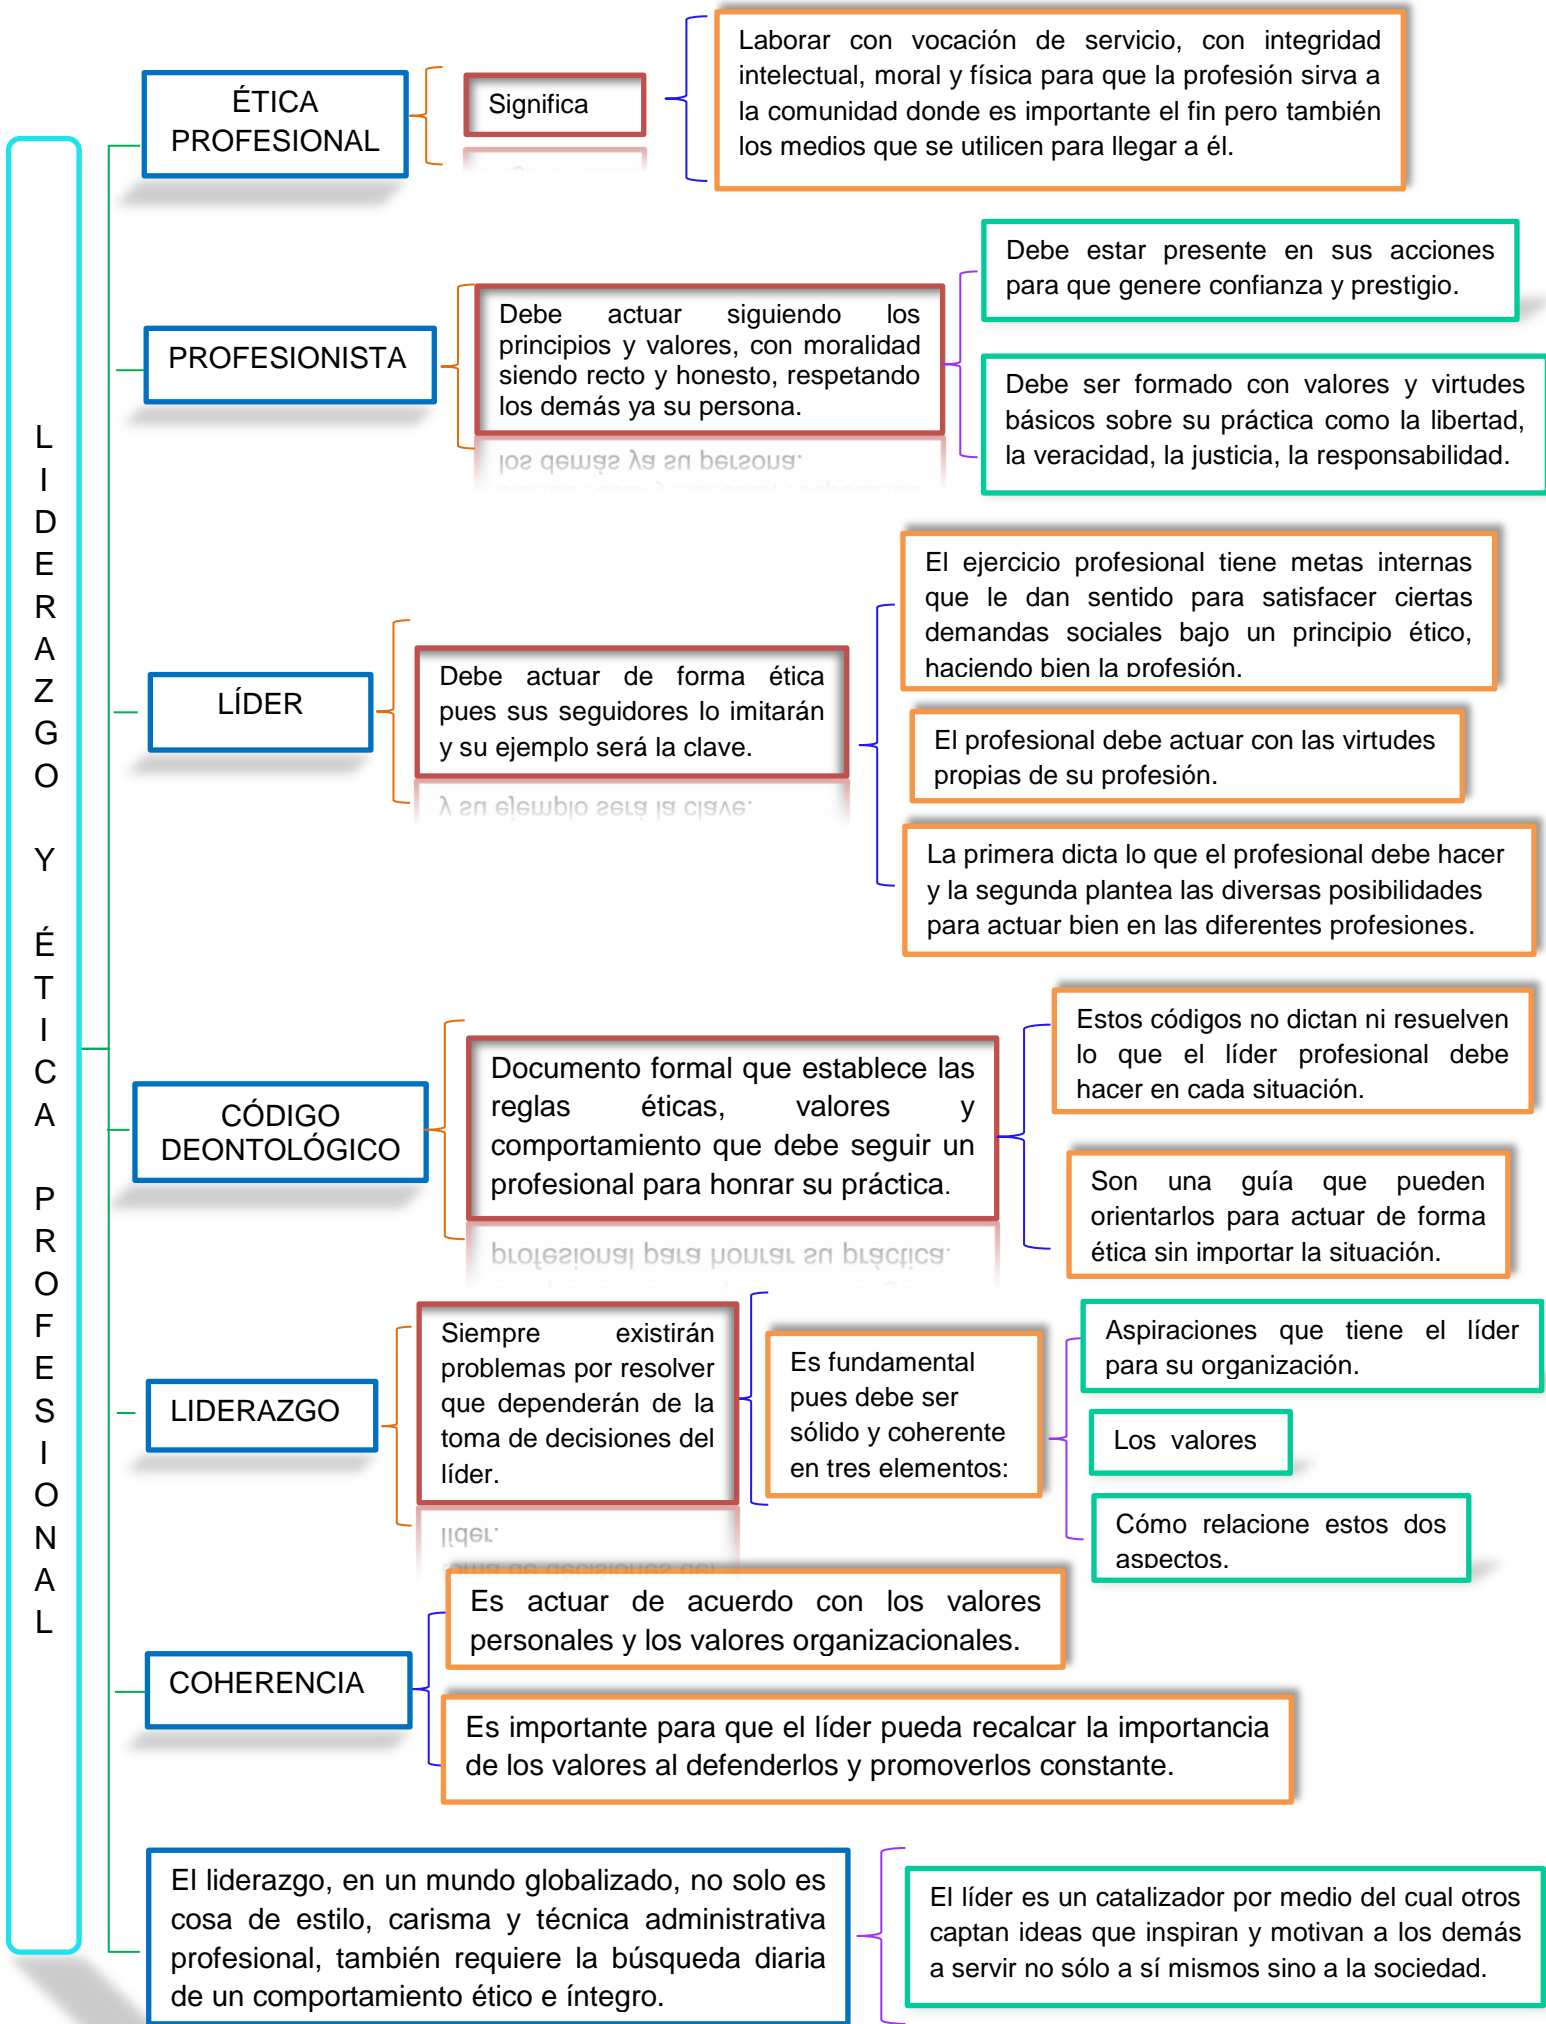 LIDERAZGO Y ÉTICA PROFESIONAL
ÉTICA
PROFESIONAL
Significa
Laborar con vocación de servicio, con integridad
intelectual, moral y física para que la profesión sirva a
la comunidad donde es importante el fin pero también
los medios que se utilicen para llegar a él.
PROFESIONISTA
Debe actuar siguiendo los
principios y valores, con moralidad
siendo recto y honesto, respetando
los demás ya su persona.
Debe estar presente en sus acciones
para que genere confianza y prestigio.
Debe ser formado con valores y virtudes
básicos sobre su práctica como la libertad,
la veracidad, la justicia, la responsabilidad.
LÍDER
Debe actuar de forma ética
pues sus seguidores lo imitarán
y su ejemplo será la clave.
El ejercicio profesional tiene metas internas
que le dan sentido para satisfacer ciertas
demandas sociales bajo un principio ético,
haciendo bien la profesión.
El profesional debe actuar con las virtudes
propias de su profesión.
La primera dicta lo que el profesional debe hacer
y la segunda plantea las diversas posibilidades
para actuar bien en las diferentes profesiones.
CÓDIGO
DEONTOLÓGICO
Documento formal que establece las
reglas éticas, valores y
comportamiento que debe seguir un
profesional para honrar su práctica.
Estos códigos no dictan ni resuelven
lo que el líder profesional debe
hacer en cada situación.
Son una guía que pueden
orientarlos para actuar de forma
ética sin importar la situación.
LIDERAZGO
Siempre existirán
problemas por resolver
que dependerán de la
toma de decisiones del
líder.
Es fundamental
pues debe ser
sólido y coherente
en tres elementos:
Aspiraciones que tiene el líder
para su organización.
Los valores
Cómo relacione estos dos
aspectos.
COHERENCIA
Es actuar de acuerdo con los valores
personales y los valores organizacionales.
Es importante para que el líder pueda recalcar la importancia
de los valores al defenderlos y promoverlos constante.
El liderazgo, en un mundo globalizado, no solo es
cosa de estilo, carisma y técnica administrativa
profesional, también requiere la búsqueda diaria
de un comportamiento ético e íntegro.
El líder es un catalizador por medio del cual otros
captan ideas que inspiran y motivan a los demás
a servir no sólo a sí mismos sino a la sociedad.